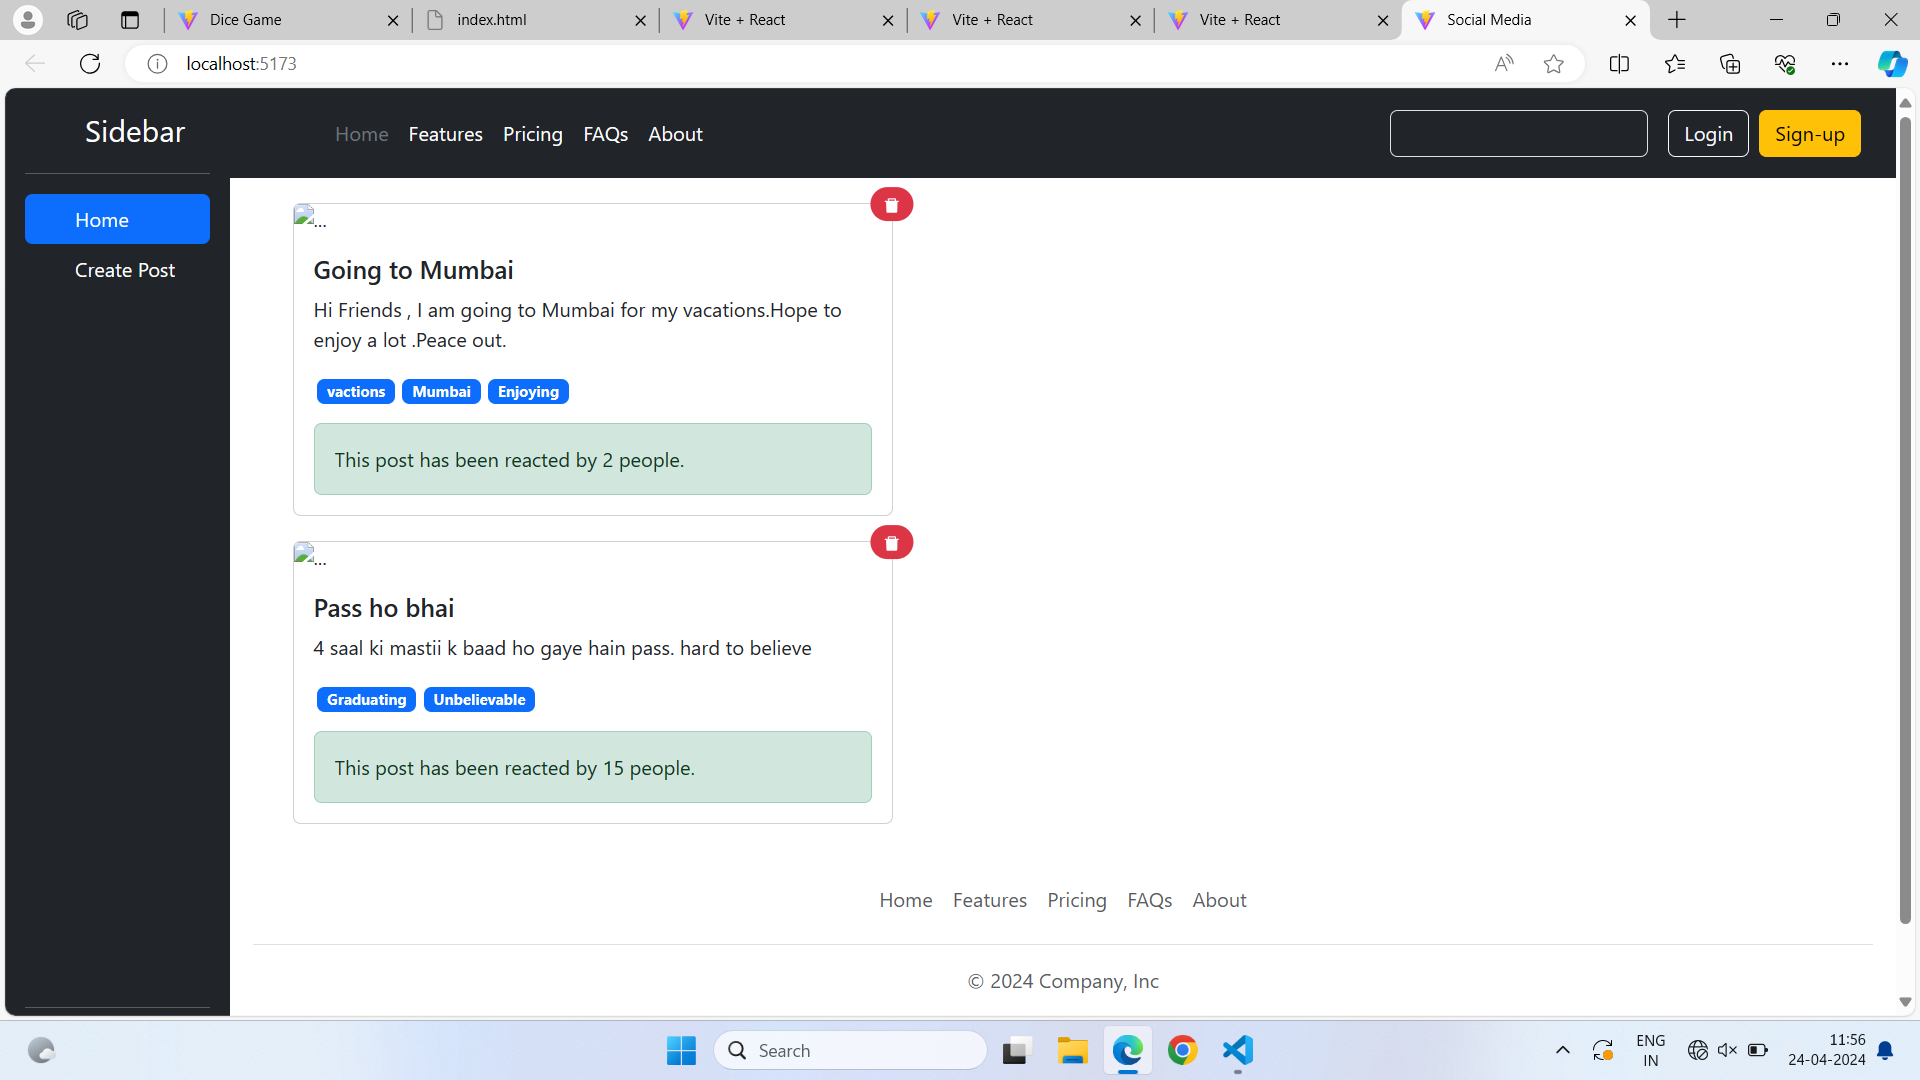 Dice Game
index.html
Vite + React
Vite + React
Vite + React
Social Media
localhost:5173
Sidebar
Home Features Pricing FAQs About
Login
Sign-up
Home
Create Post
...
Going to Mumbai
Hi Friends , I am going to Mumbai for my vacations.Hope to
enjoy a lot .Peace out.
vactions Mumbai Enjoying
This post has been reacted by 2 people.
...
Pass ho bhai
4 saal ki mastii k baad ho gaye hain pass. hard to believe
Graduating Unbelievable
This post has been reacted by 15 people.
Home Features Pricing FAQs About
© 2024 Company, Inc
Search
ENG
IN
11:56
24-04-2024